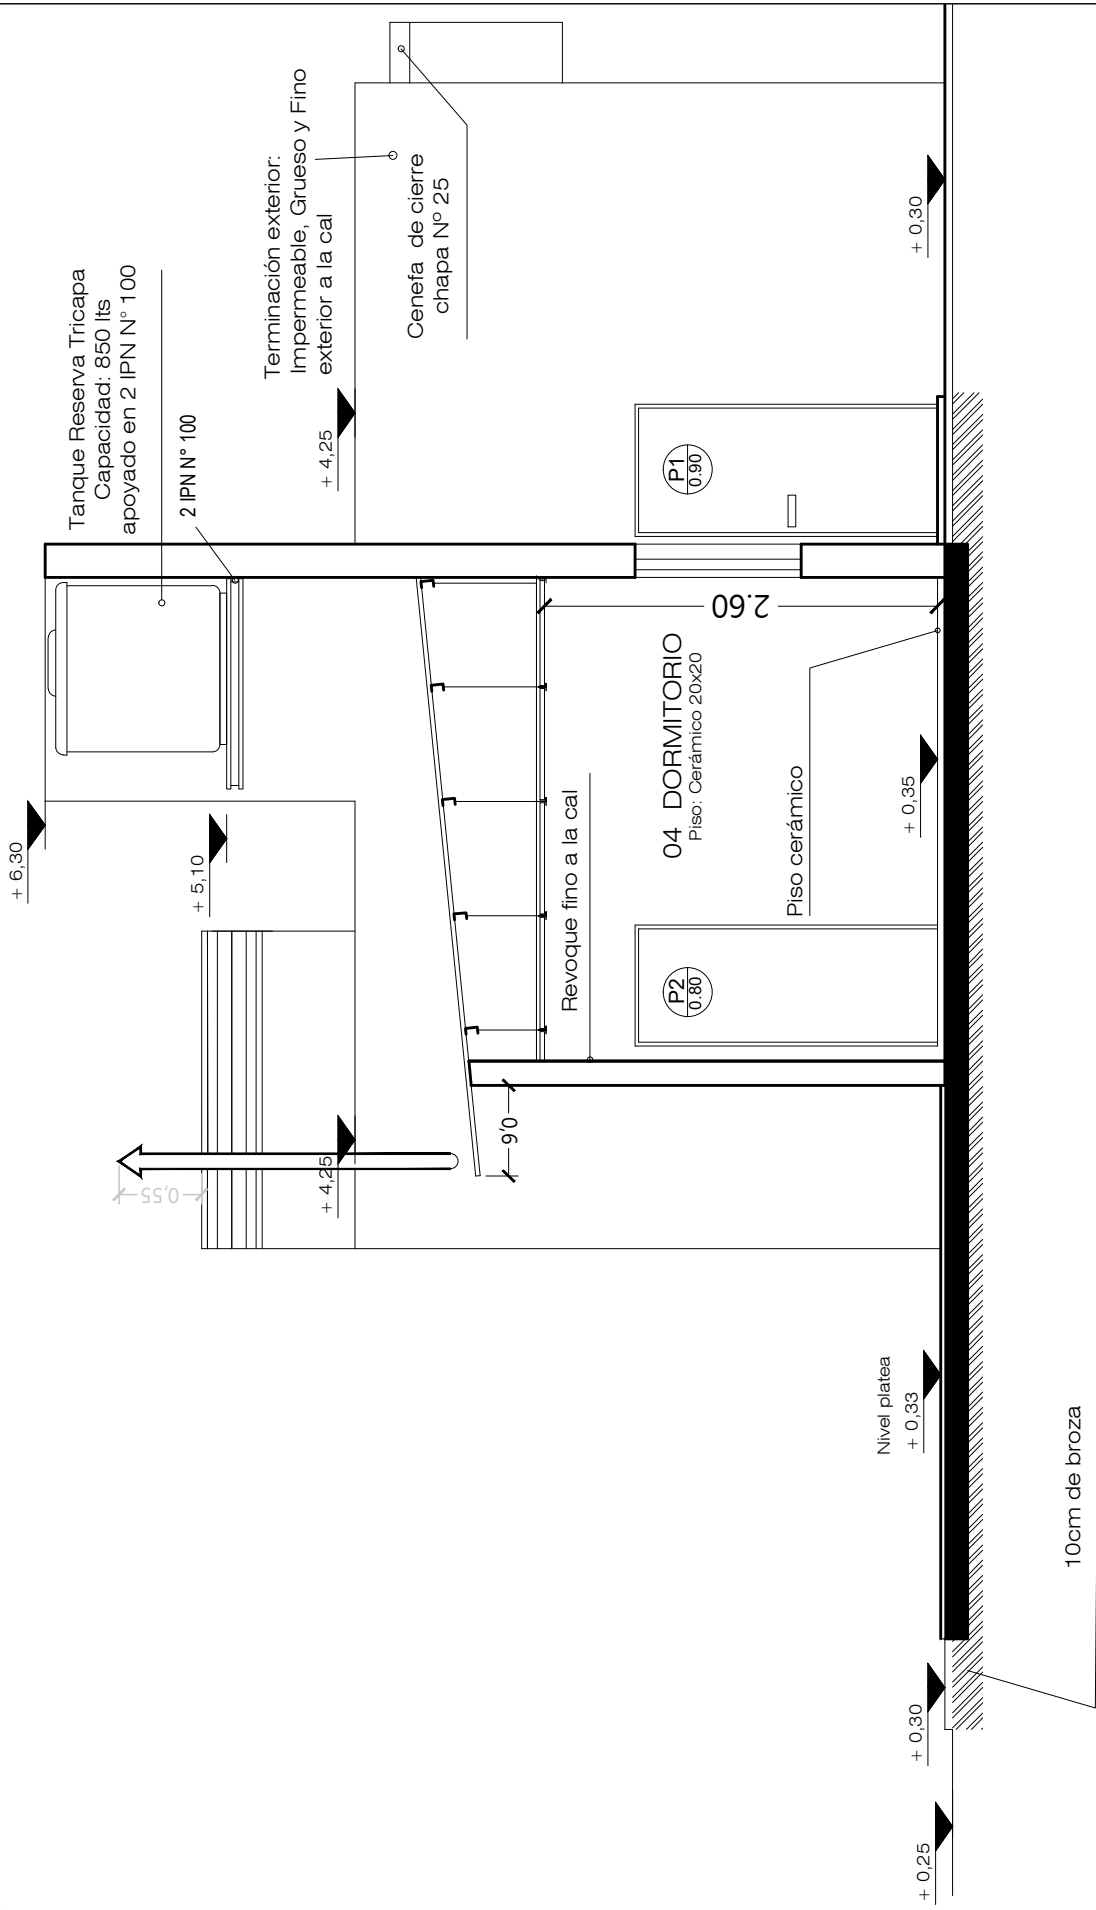 Tanque Reserva Tricapa
Capacidad: 850 lts
apoyado en 2 IPN N° 100
2 IPN N° 100
Terminación exterior:
Impermeable, Grueso y Fino
exterior a la cal
Cenefa de cierre
chapa Nº 25
+ 6,30
+ 5,10
+ 4,25
+ 4,25
0,55
0,6
2.60
Revoque fino a la cal
04 DORMITORIO
Piso: Cerámico 20x20
Piso cerámico
P1
0.90
P2
0.80
+ 0,35
+ 0,30
Nivel platea
+ 0,33
+ 0,30
+ 0,25
10cm de broza